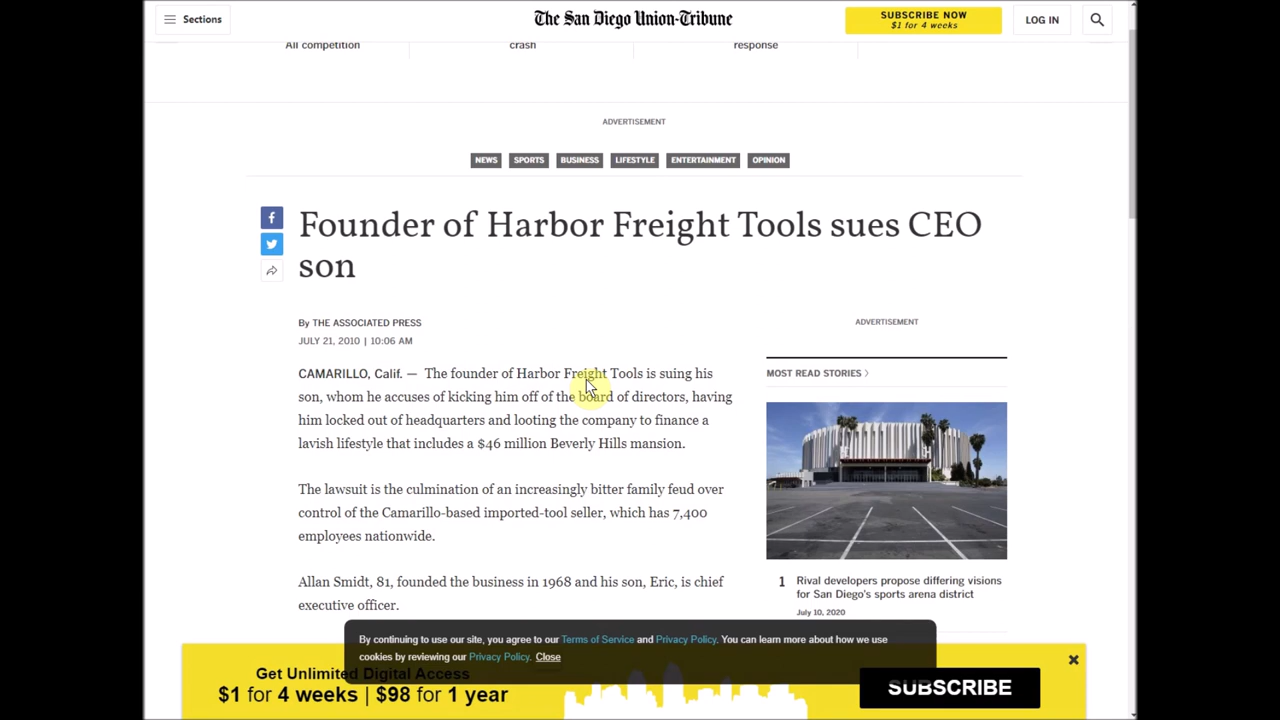 Sections
The San Diego Union-Tribune
SUBSCRIBE NOW
$1 for 4 weeks
LOG IN
All competition
crash
response
ADVERTISEMENT
NEWS
SPORTS
BUSINESS
LIFESTYLE
ENTERTAINMENT
OPINION
Founder of Harbor Freight Tools sues CEO
son
By THE ASSOCIATED PRESS
JULY 21, 2010 | 10:06 AM
CAMARILLO, Calif. — The founder of Harbor Freight Tools is suing his
son, whom he accuses of kicking him off of the board of directors, having
him locked out of headquarters and looting the company to finance a
lavish lifestyle that includes a $46 million Beverly Hills mansion.
The lawsuit is the culmination of an increasingly bitter family feud over
control of the Camarillo-based imported-tool seller, which has 7,400
employees nationwide.
Allan Smidt, 81, founded the business in 1968 and his son, Eric, is chief
executive officer.
ADVERTISEMENT
MOST READ STORIES
1
Rival developers propose differing visions
for San Diego's sports arena district
July 10, 2020
By continuing to use our site, you agree to our Terms of Service and Privacy Policy. You can learn more about how we use
cookies by reviewing our Privacy Policy. Close
Get Unlimited Digital Access
$1 for 4 weeks | $98 for 1 year
SUBSCRIBE